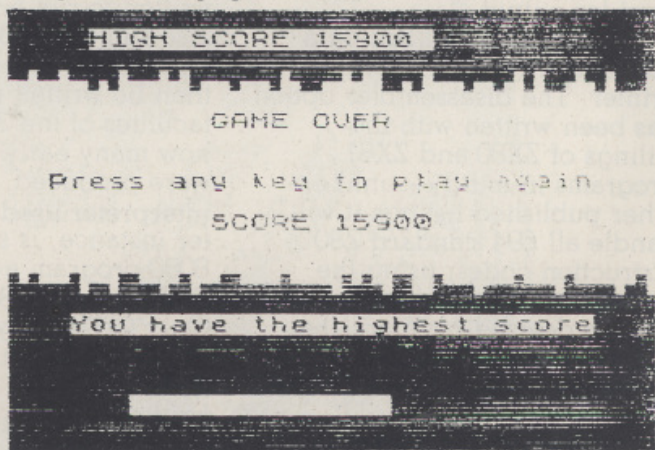 HIGH SCORE 15900
GAME OVER
Press any key to play again
SCORE 15900
You have the highest score